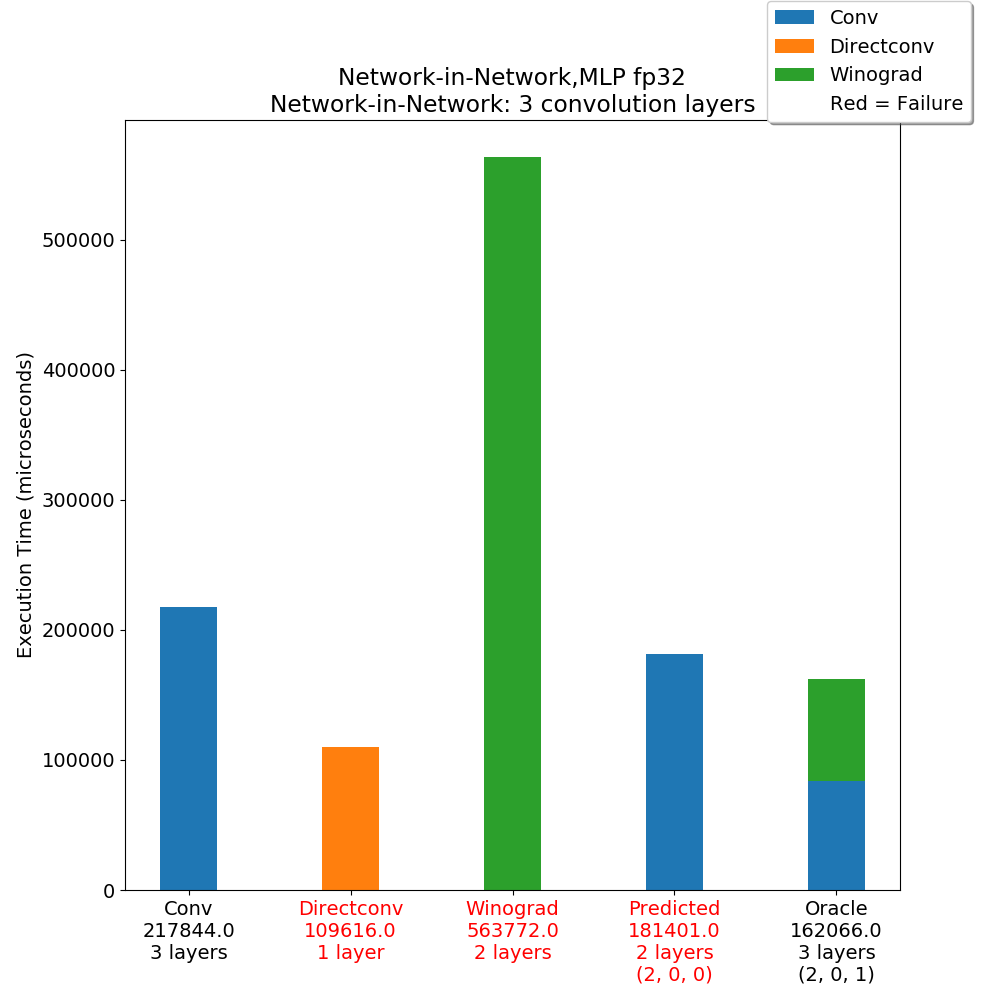 Conv
Directconv
Winograd
Red = Failure
Network-in-Network,MLP fp32
Network-in-Network: 3 convolution layers
Execution Time (microseconds)
500000
400000
300000
200000
100000
0
Conv
217844.0
3 layers
Directconv
109616.0
1 layer
Winograd
563772.0
2 layers
Predicted
181401.0
2 layers
(2, 0, 0)
Oracle
162066.0
3 layers
(2, 0, 1)